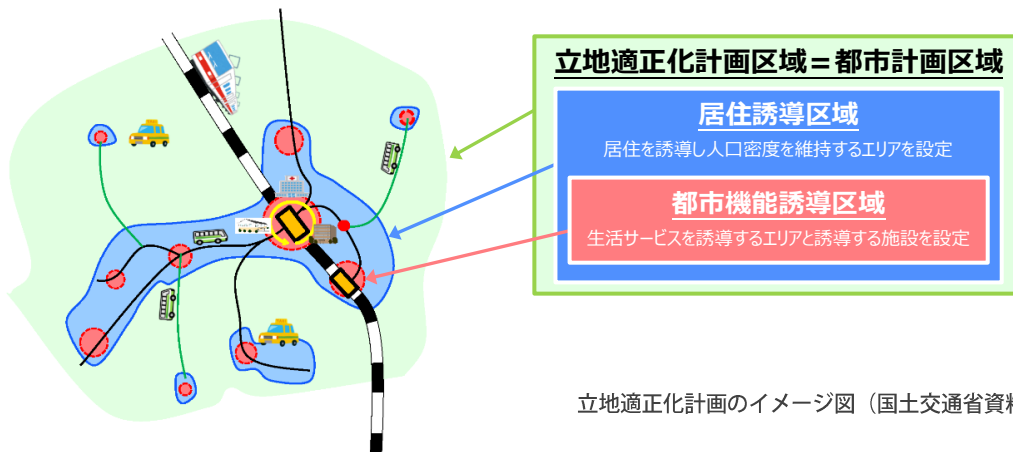 立地適正化計画区域＝都市計画区域
居住誘導区域
居住を誘導し人口密度を維持するエリアを設定
都市機能誘導区域
生活サービスを誘導するエリアと誘導する施設を設定
立地適正化計画のイメージ図（国土交通省資料